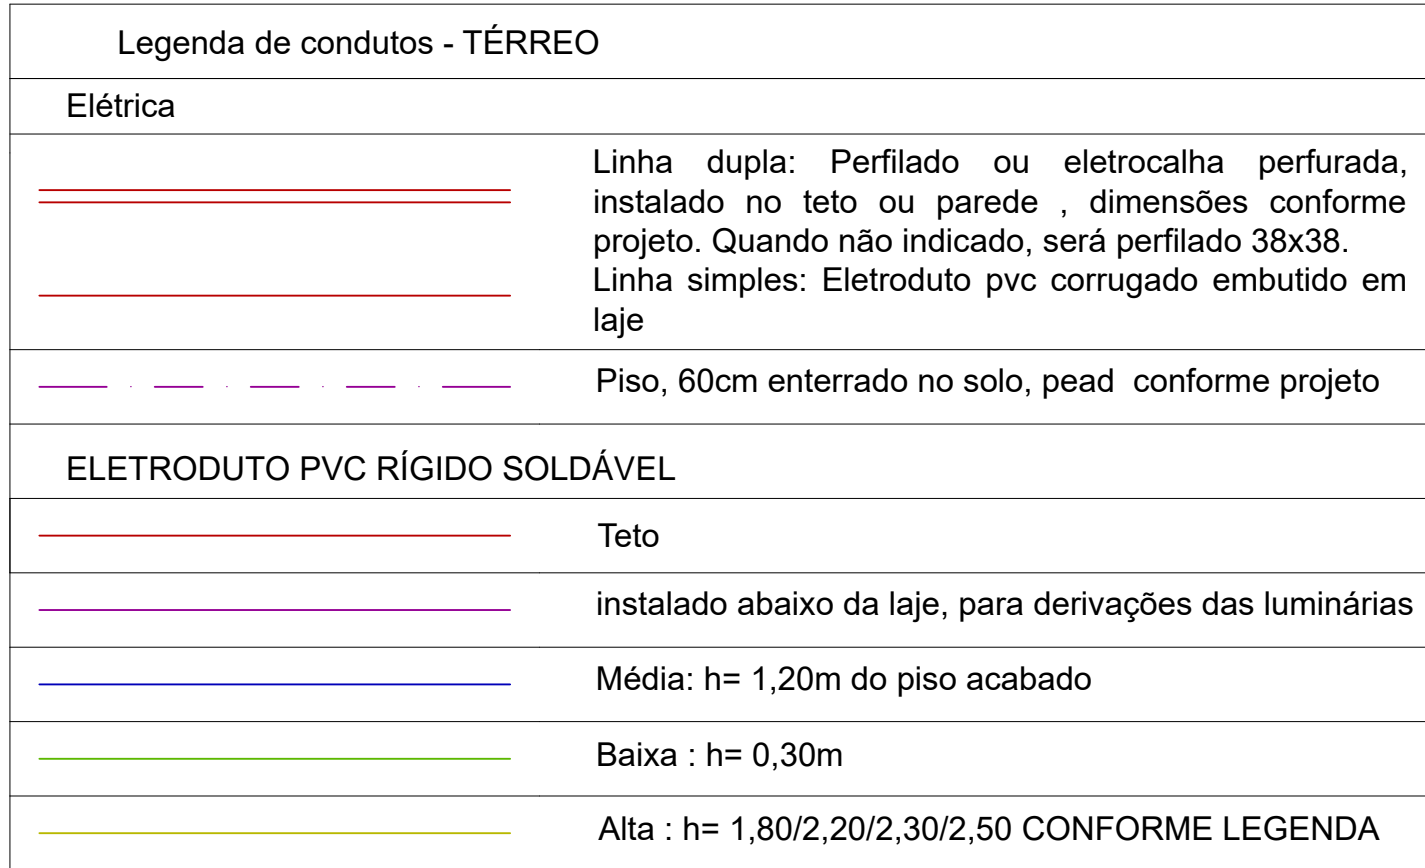 Legenda de condutos - TÉRREO
Elétrica
Linha dupla: Perfilado ou eletrocalha perfurada,
instalado no teto ou parede , dimensões conforme
projeto. Quando não indicado, será perfilado 38x38.
Linha simples: Eletroduto pvc corrugado embutido em
laje
Piso, 60cm enterrado no solo, pead  conforme projeto
ELETRODUTO PVC RÍGIDO SOLDÁVEL
Teto
instalado abaixo da laje, para derivações das luminárias
Média: h= 1,20m do piso acabado
Baixa : h= 0,30m
Alta : h= 1,80/2,20/2,30/2,50 CONFORME LEGENDA